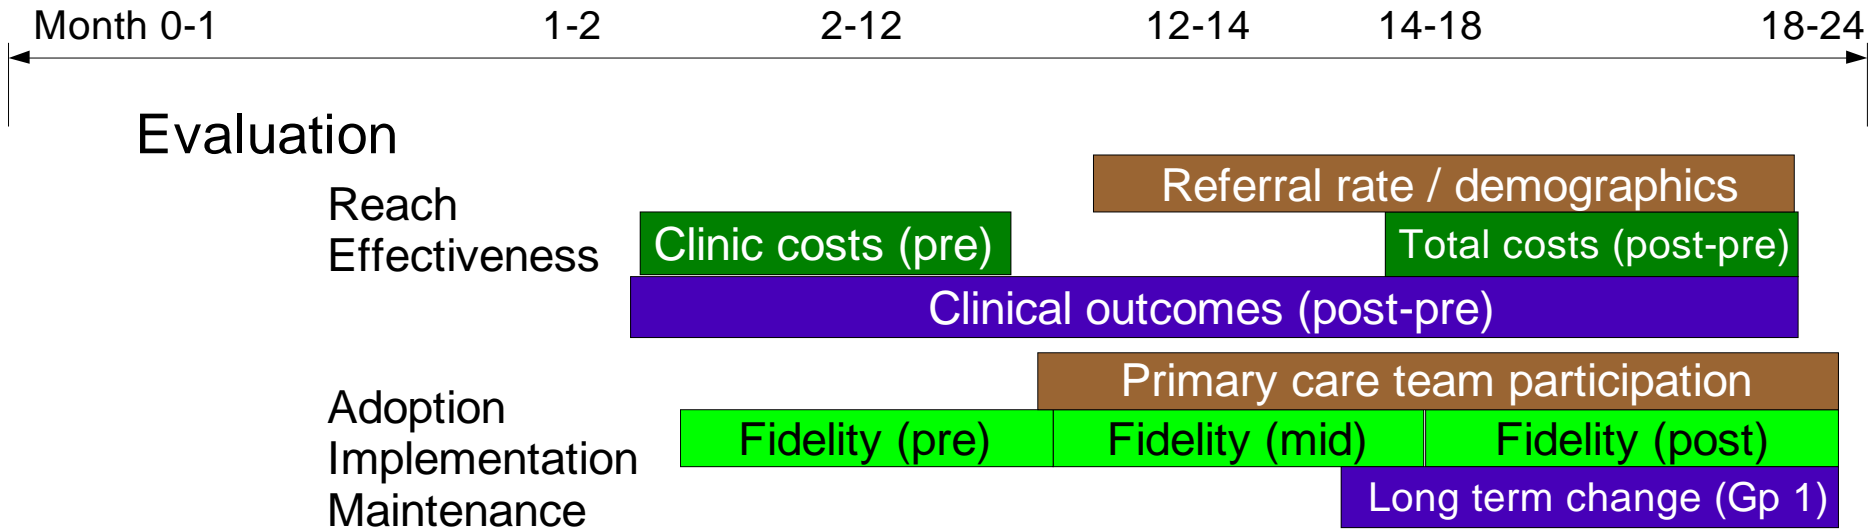 Month 0-1 1-2 2-12 12-14 14-18 18-24
Evaluation
Referral rate / demographics
Reach
Clinic costs (pre) Total costs (post-pre)
Effectiveness
Clinical outcomes (post-pre)
Primary care team participation
Adoption
Fidelity (pre) Fidelity (mid) Fidelity (post)
Implementation
Long term change (Gp 1)
Maintenance